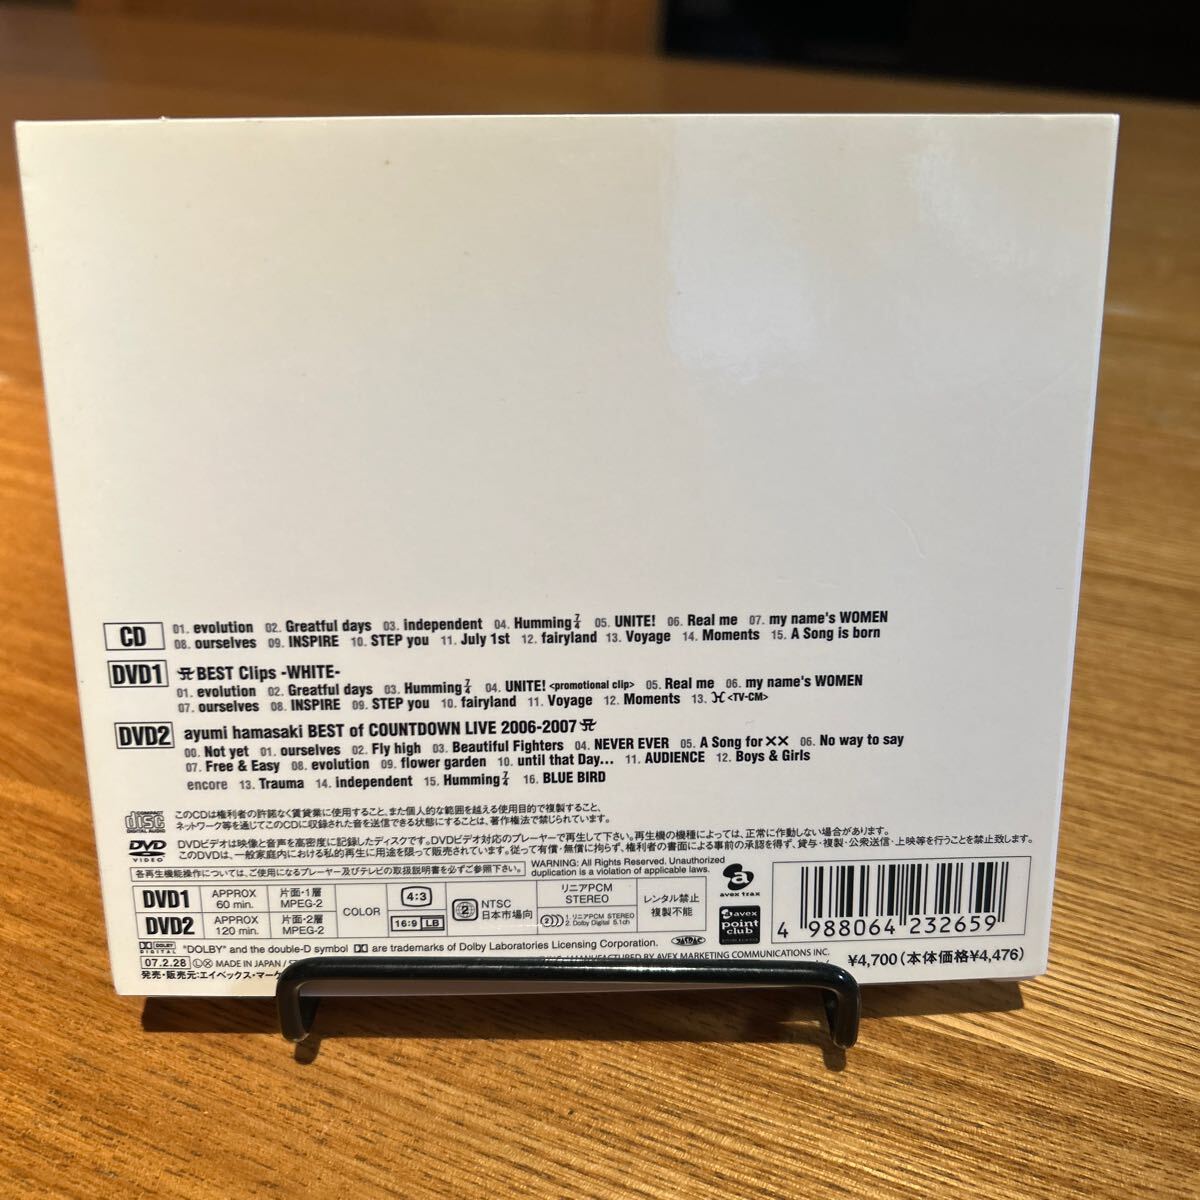 CD
01. evolution 02. Greatful days 03. independent 04. Humming 7/4 05. UNITE! 06. Real me 07. my name's WOMEN
08. ourselves 09. INSPIRE 10. STEP you 11. July 1st 12. fairyland 13. Voyage 14. Moments 15. A Song is born
DVD1
BEST Clips -WHITE-
01. evolution 02. Greatful days 03. Humming 7/4 04. UNITE! <promotional clip> 05. Real me 06. my name's WOMEN
07. ourselves 08. INSPIRE 09. STEP you 10. fairyland 11. Voyage 12. Moments 13. H <TV-CM>
DVD2
ayumi hamasaki BEST of COUNTDOWN LIVE 2006-2007 A
00. Not yet 01. ourselves 02. Fly high 03. Beautiful Fighters 04. NEVER EVER 05. A Song for ×× 06. No way to say
07. Free & Easy 08. evolution 09. flower garden 10. until that Day... 11. AUDIENCE 12. Boys & Girls
encore 13. Trauma 14. independent 15. Humming 7/4 16. BLUE BIRD
COMPACT disc DIGITAL AUDIO
このCDは権利者の許諾なく賃貸業に使用すること、また個人的な範囲を越える使用目的で複製すること、
ネットワーク等を通じてこのCDに収録された音を送信できる状態にすることは、著作権法で禁じられています。
DVD VIDEO
DVDビデオは映像と音声を高密度に記録したディスクです。DVDビデオ対応のプレーヤーで再生して下さい。再生機の機種によっては、正常に作動しない場合があります。
このDVDは、一般家庭内における私的再生に用途を限って販売されています。従って有償・無償に拘らず、権利者の書面による事前の承諾を得ず、貸与・複製・公衆送信・上映等を行うことを禁止致します。
各再生機能操作については、ご使用になるプレーヤー及びテレビの取扱説明書を必ずご参照下さい。
WARNING: All Rights Reserved. Unauthorized
duplication is a violation of applicable laws.
DVD1 APPROX 60 min. 片面・1層 MPEG-2
DVD2 APPROX 120 min. 片面・2層 MPEG-2
COLOR
4:3
16:9 LB
2 NTSC 日本市場向
リニアPCM STEREO
1. リニアPCM STEREO
2. Dolby Digital 5.1ch
レンタル禁止
複製不能
a avex trax
avex point club
4 988064 232659
DOLBY DIGITAL "DOLBY" and the double-D symbol are trademarks of Dolby Laboratories Licensing Corporation.
JASRAC
07.2.28 MADE IN JAPAN
MANUFACTURED BY AVEX MARKETING COMMUNICATIONS INC.
発売・販売元:エイベックス・マーケ
¥4,700(本体価格¥4,476)